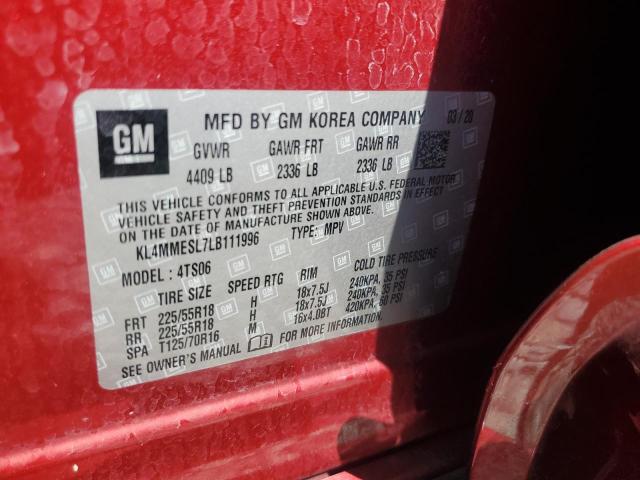 GM
MFD BY GM KOREA COMPANY 03/20
GVWR GAWR FRT GAWR RR
4409 LB 2336 LB 2336 LB
THIS VEHICLE CONFORMS TO ALL APPLICABLE U.S. FEDERAL MOTOR
VEHICLE SAFETY AND THEFT PREVENTION STANDARDS IN EFFECT
ON THE DATE OF MANUFACTURE SHOWN ABOVE.
KL4MMESL7LB111996 TYPE: MPV
MODEL: 4TS06
TIRE SIZE SPEED RTG RIM COLD TIRE PRESSURE
FRT 225/55R18 H 18x7.5J 240KPA, 35 PSI
RR 225/55R18 H 18x7.5J 240KPA, 35 PSI
SPA T125/70R16 M 16x4.0BT 420KPA, 60 PSI
SEE OWNER'S MANUAL FOR MORE INFORMATION.